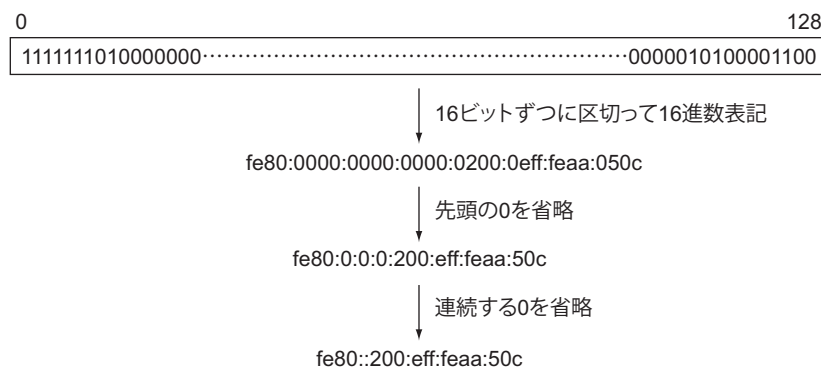 0 128
1111111010000000……………………………………………………0000010100001100
16ビットずつに区切って16進数表記
fe80:0000:0000:0000:0200:0eff:feaa:050c
先頭の0を省略
fe80:0:0:0:200:eff:feaa:50c
連続する0を省略
fe80::200:eff:feaa:50c